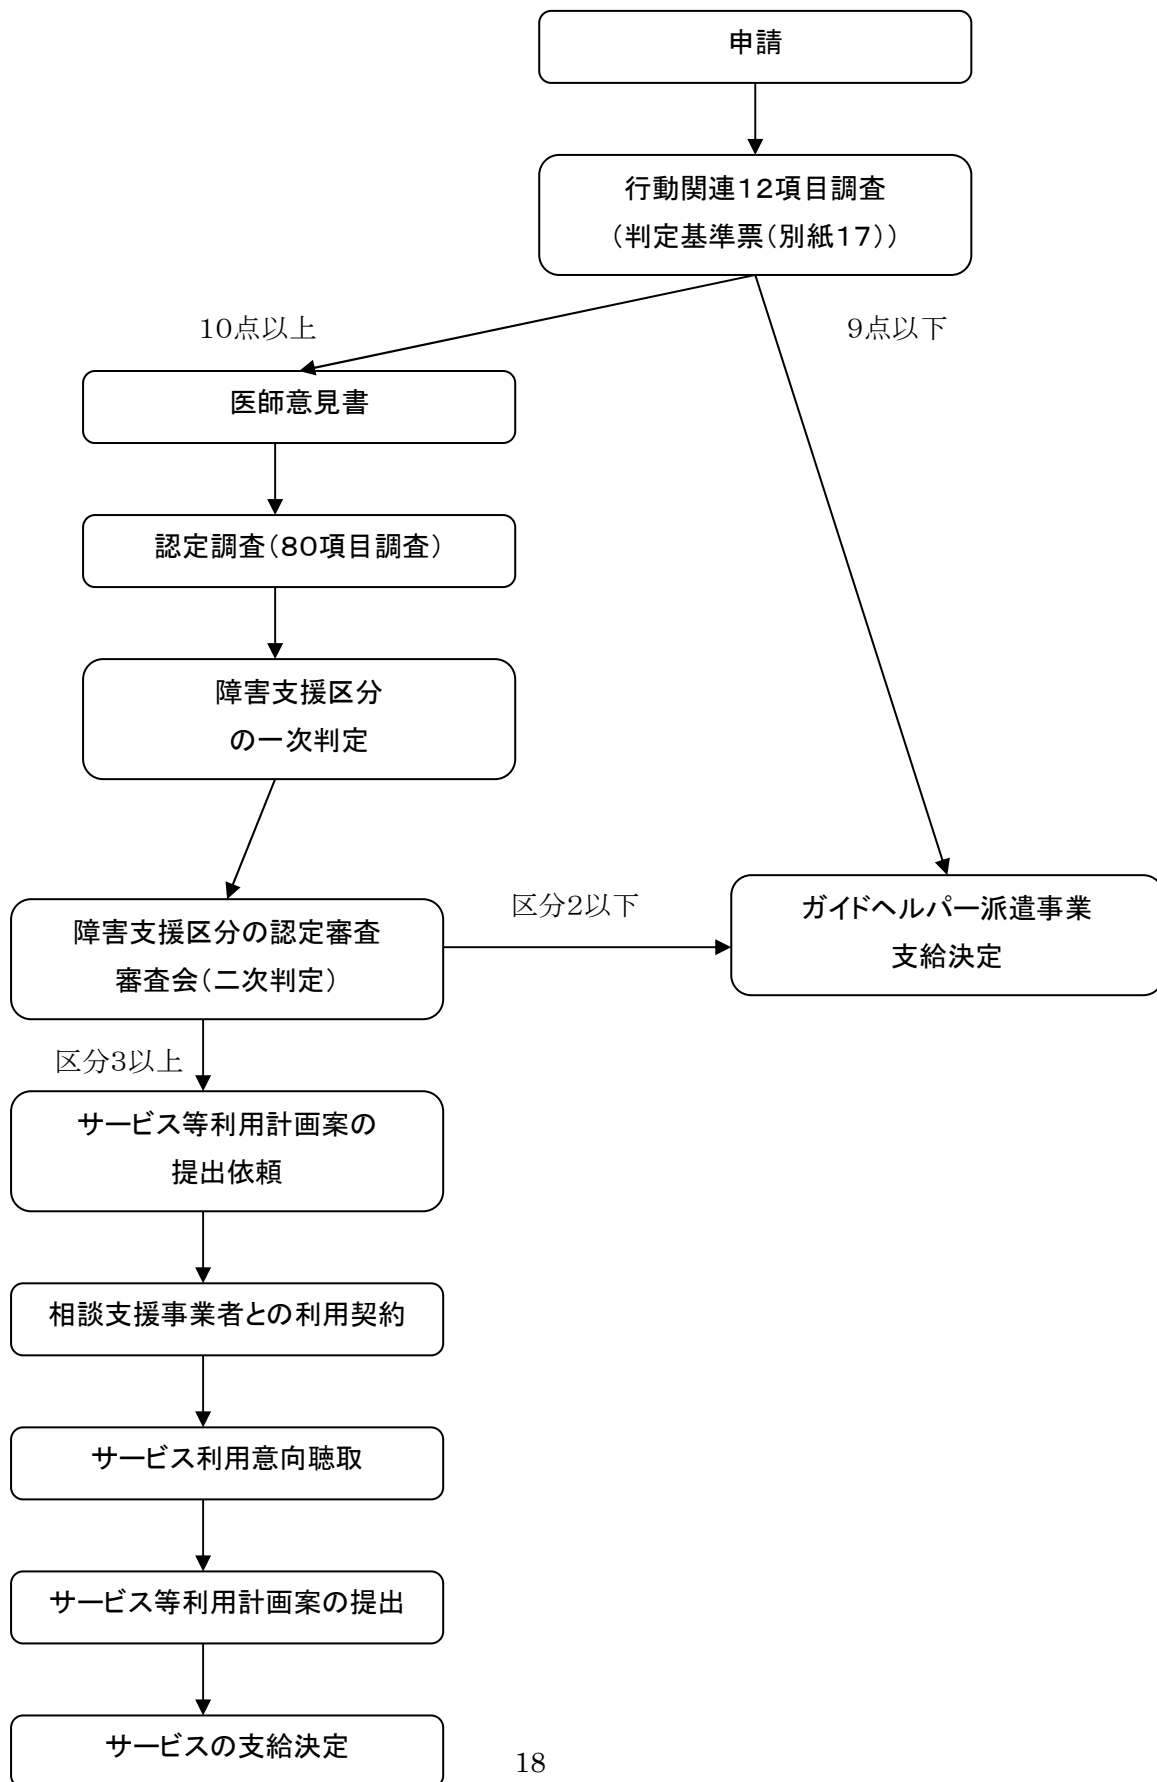 申請
行動関連12項目調査
（判定基準票（別紙17））
10点以上
9点以下
医師意見書
認定調査（80項目調査）
障害支援区分
の一次判定
障害支援区分の認定審査
審査会（二次判定）
区分2以下
ガイドヘルパー派遣事業
支給決定
区分3以上
サービス等利用計画案の
提出依頼
相談支援事業者との利用契約
サービス利用意向聴取
サービス等利用計画案の提出
サービスの支給決定
18